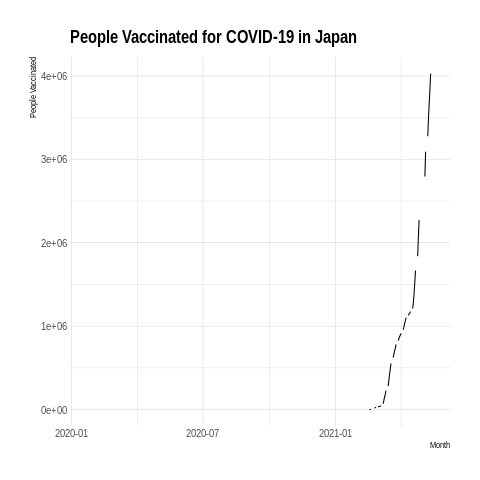 People Vaccinated for COVID-19 in Japan
People Vaccinated
4e+06
3e+06
2e+06
1e+06
0e+00
2020-01 2020-07 2021-01
Month